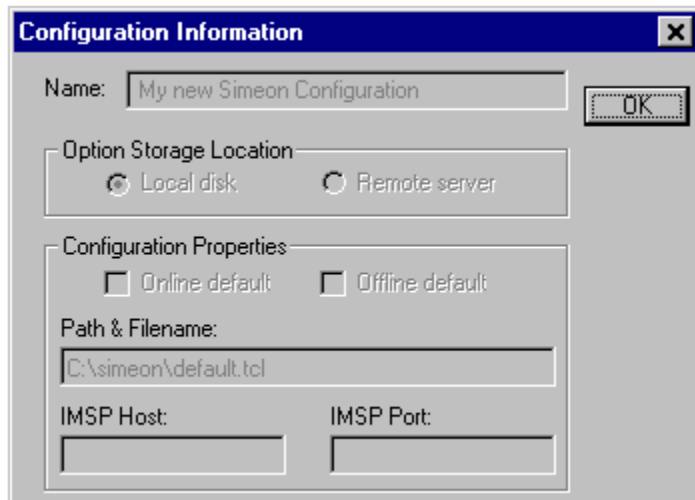 Configuration Information
Name: My new Simeon Configuration
OK
Option Storage Location
Local disk Remote server
Configuration Properties
Online default Offline default
Path & Filename:
C:\simeon\default.tcl
IMSP Host: IMSP Port: